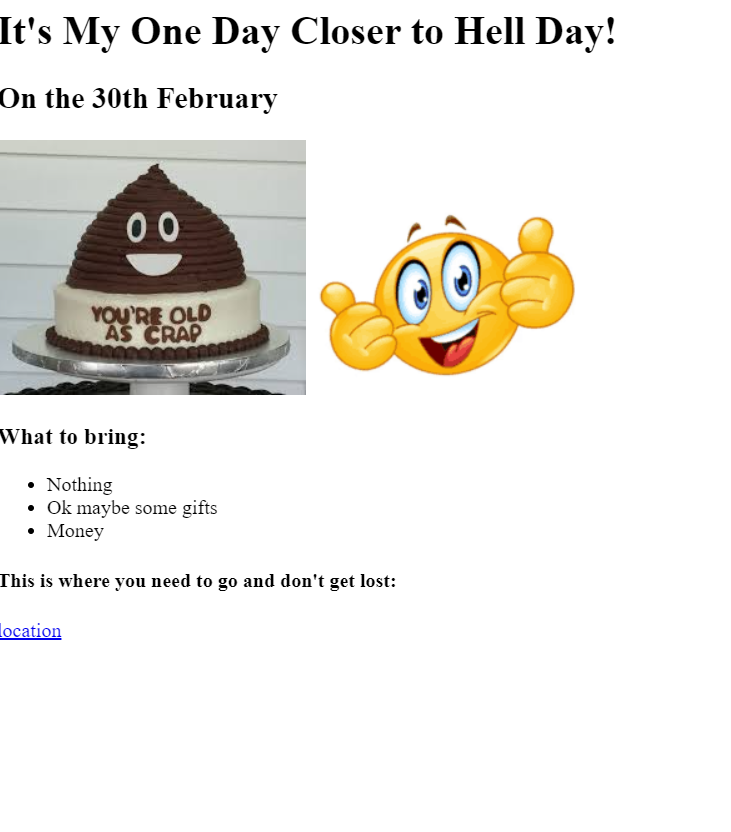 It's My One Day Closer to Hell Day!
On the 30th February
YOU'RE OLD
AS CRAP
What to bring:
Nothing
Ok maybe some gifts
Money
This is where you need to go and don't get lost:
location